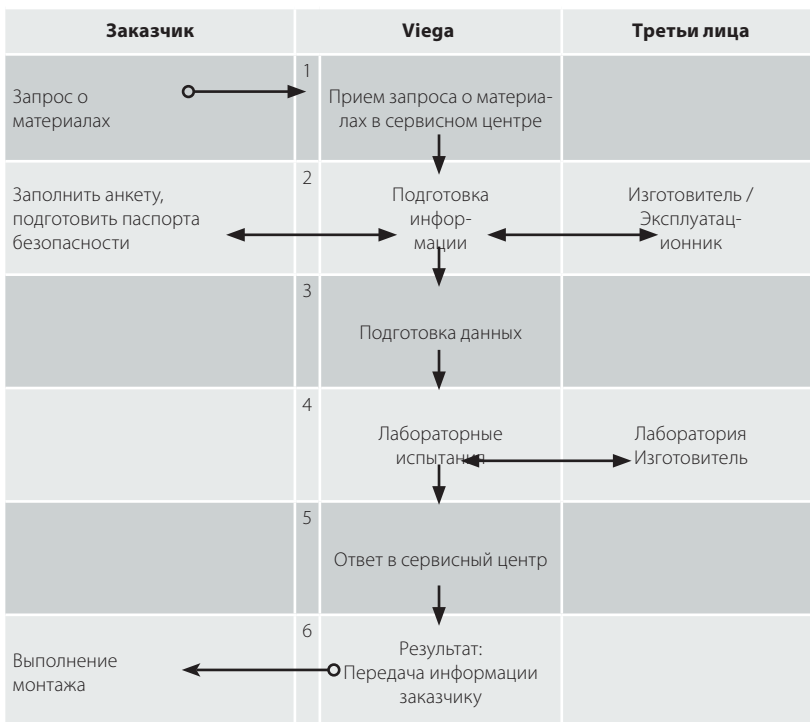 Заказчик
Viega
Третьи лица
1
Запрос о
материалах
Прием запроса о материа-
лах в сервисном центре
2
Заполнить анкету,
подготовить паспорта
безопасности
Подготовка
инфор-
мации
Изготовитель /
Эксплуатац-
ионник
3
Подготовка данных
4
Лабораторные
испытания
Лаборатория
Изготовитель
5
Ответ в сервисный центр
6
Выполнение
монтажа
Результат:
Передача информации
заказчику